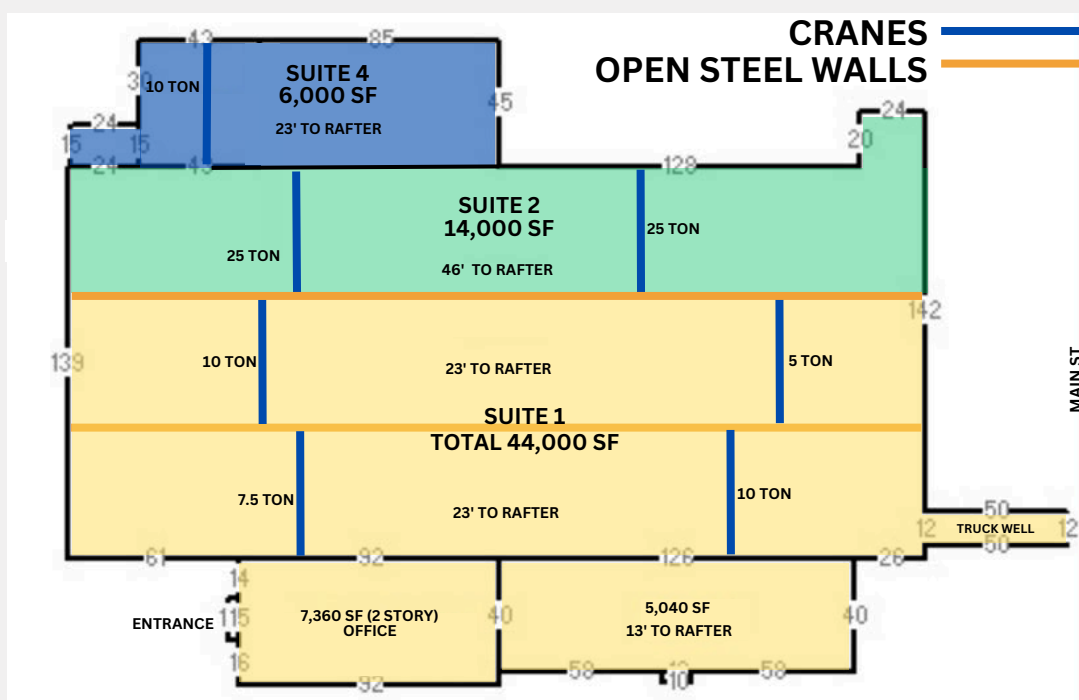 CRANES
OPEN STEEL WALLS
43
85
24
SUITE 4
6,000 SF
10 TON
45
24
15
15
23' TO RAFTER
20
24
128
SUITE 2
14,000 SF
25 TON
25 TON
46' TO RAFTER
142
139
10 TON
23' TO RAFTER
5 TON
MAIN ST
SUITE 1
TOTAL 44,000 SF
7.5 TON
10 TON
23' TO RAFTER
50
12
TRUCK WELL
12
50
61
92
126
26
14
ENTRANCE
7,360 SF (2 STORY)
OFFICE
40
5,040 SF
13' TO RAFTER
40
16
58
58
10
92